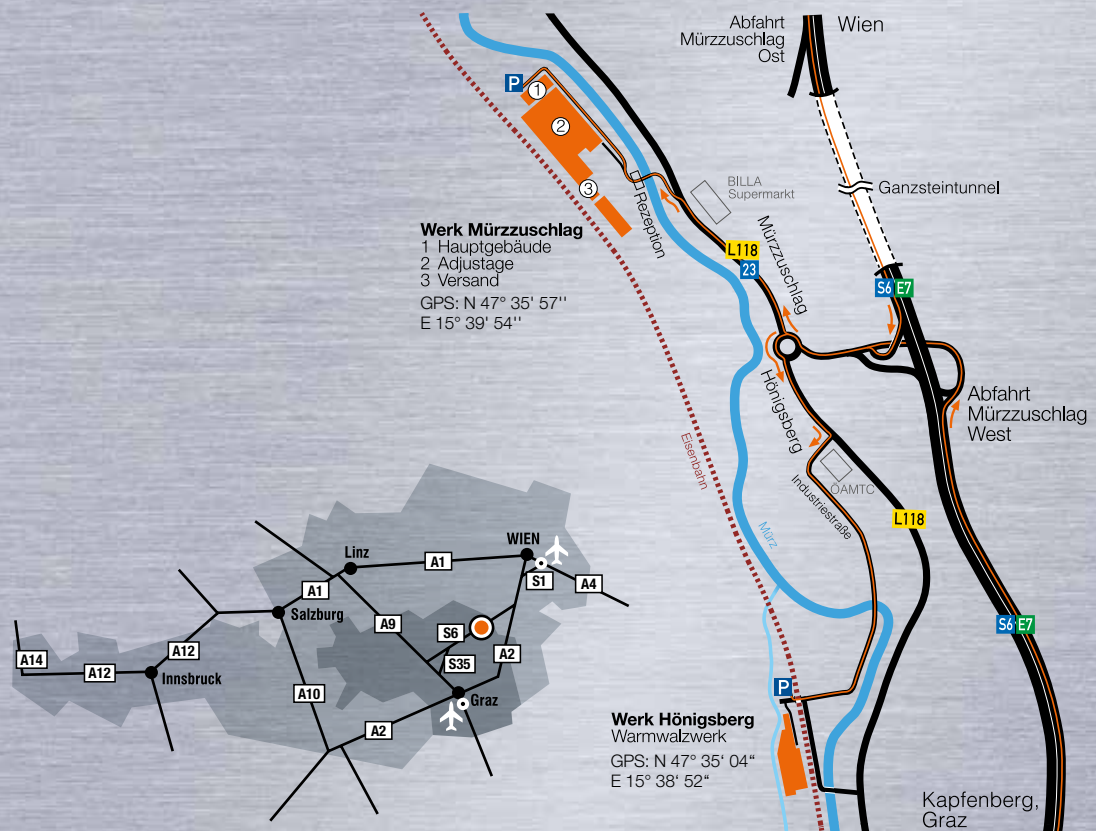 Abfahrt
Mürzzuschlag
Ost
Wien
P
1
2
3
Ganzsteintunnel
BILLA
Supermarkt
Rezeption
Werk Mürzzuschlag
1 Hauptgebäude
2 Adjustage
3 Versand
GPS: N 47° 35' 57''
E 15° 39' 54''
L118
23
Mürzzuschlag
S6 E7
Hönigsberg
Abfahrt
Mürzzuschlag
West
Eisenbahn
ÖAMTC
Industriestraße
L118
Mürz
S6 E7
P
Werk Hönigsberg
Warmwalzwerk
GPS: N 47° 35‘ 04“
E 15° 38‘ 52“
Kapfenberg,
Graz
WIEN
Linz
A1
S1
A4
A1
Salzburg
A9
S6
A12
A14
A12
Innsbruck
S35
A2
A10
Graz
A2